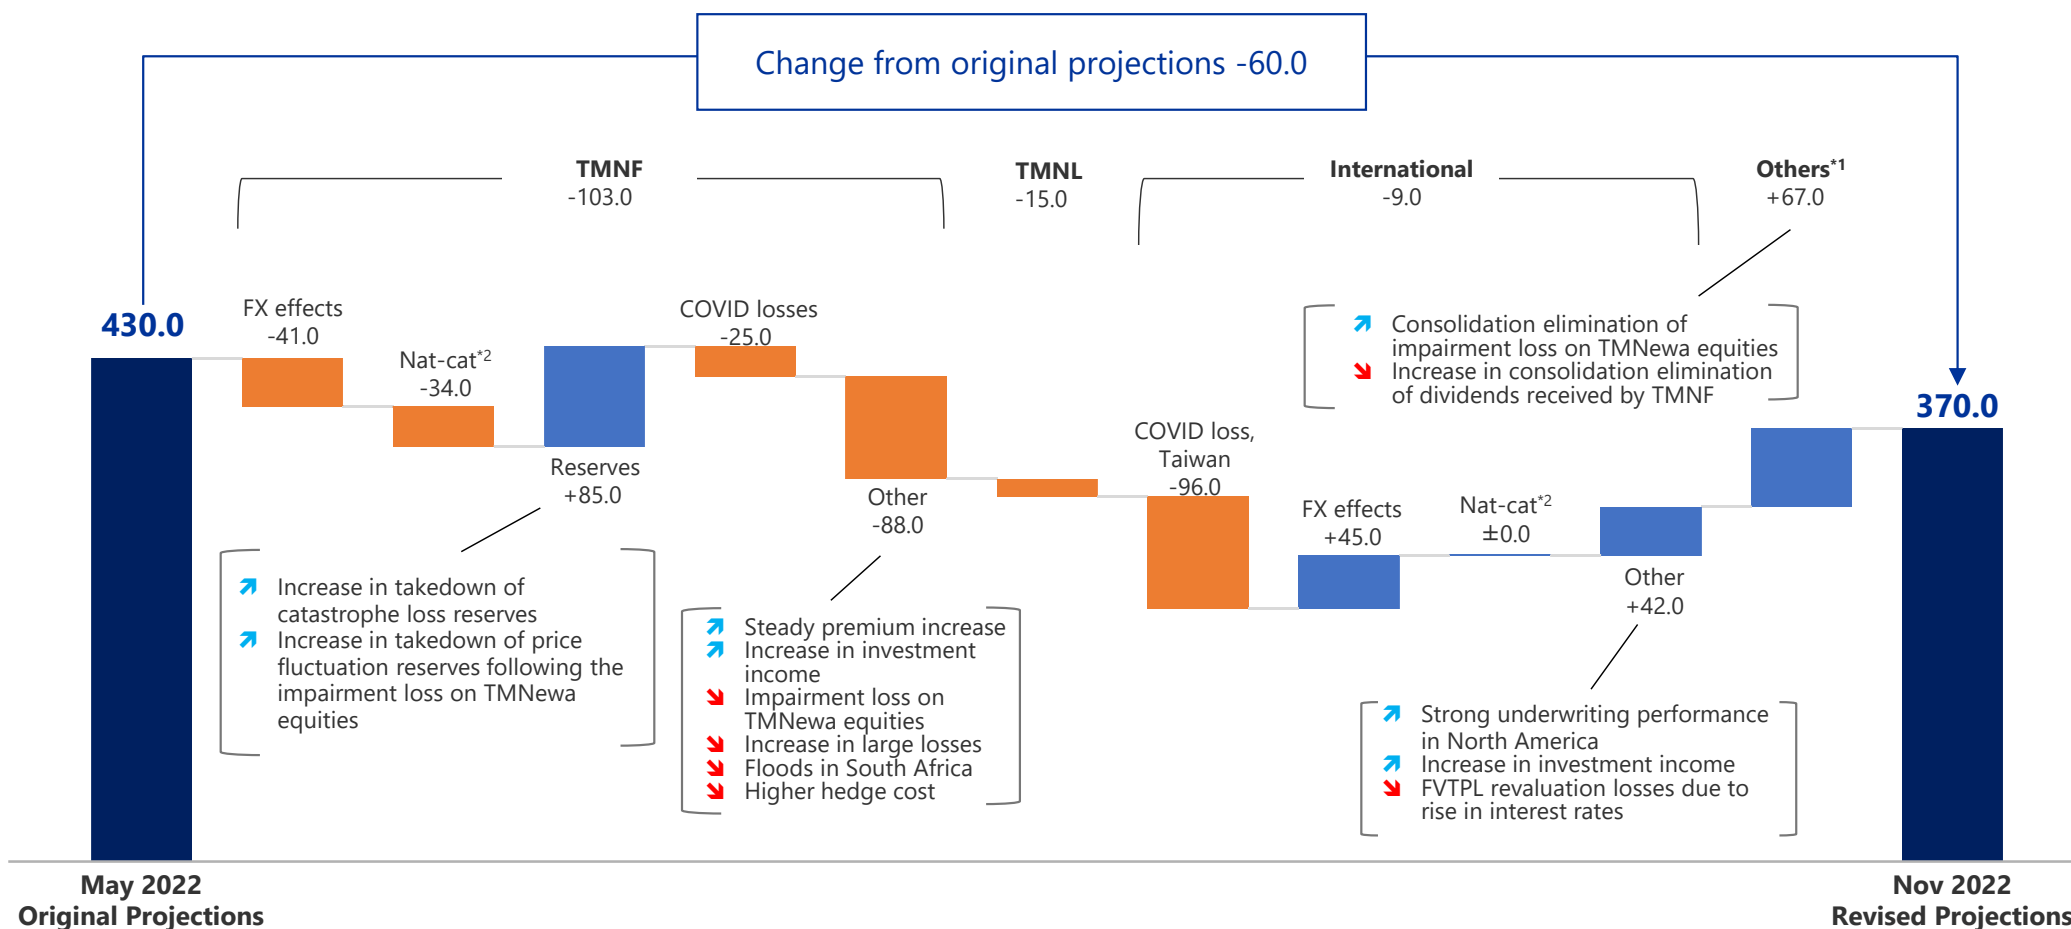 Change from original projections -60.0
TMNF
-103.0
TMNL
-15.0
International
-9.0
Others*1
+67.0
430.0
FX effects
-41.0
Nat-cat*2
-34.0
Reserves
+85.0
COVID losses
-25.0
Other
-88.0
COVID loss,
Taiwan
-96.0
FX effects
+45.0
Nat-cat*2
±0.0
Other
+42.0
370.0
Consolidation elimination of
impairment loss on TMNewa equities
Increase in consolidation elimination
of dividends received by TMNF
Increase in takedown of
catastrophe loss reserves
Increase in takedown of price
fluctuation reserves following the
impairment loss on TMNewa
equities
Steady premium increase
Increase in investment
income
Impairment loss on
TMNewa equities
Increase in large losses
Floods in South Africa
Higher hedge cost
Strong underwriting performance
in North America
Increase in investment income
FVTPL revaluation losses due to
rise in interest rates
May 2022
Original Projections
Nov 2022
Revised Projections